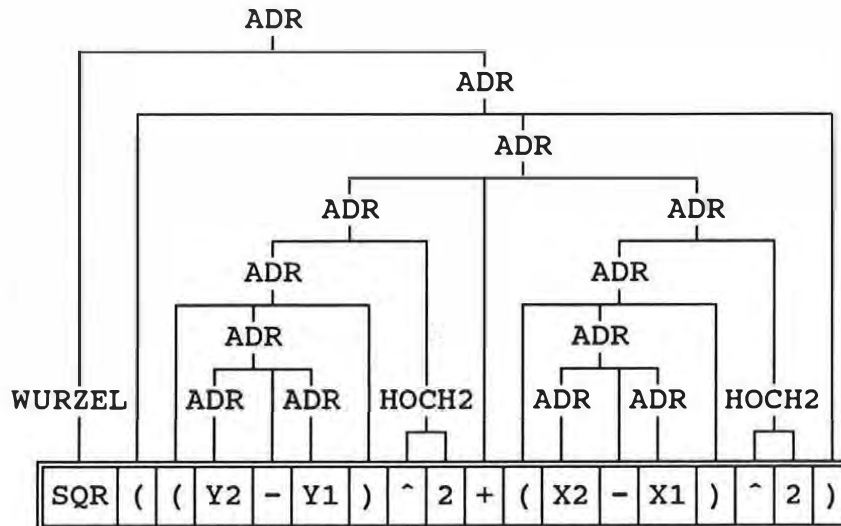 ADR
ADR
ADR
ADR ADR
ADR ADR
ADR ADR
WURZEL ADR ADR HOCH2 ADR ADR HOCH2
SQR ( ( Y2 - Y1 ) ^ 2 + ( X2 - X1 ) ^ 2 )